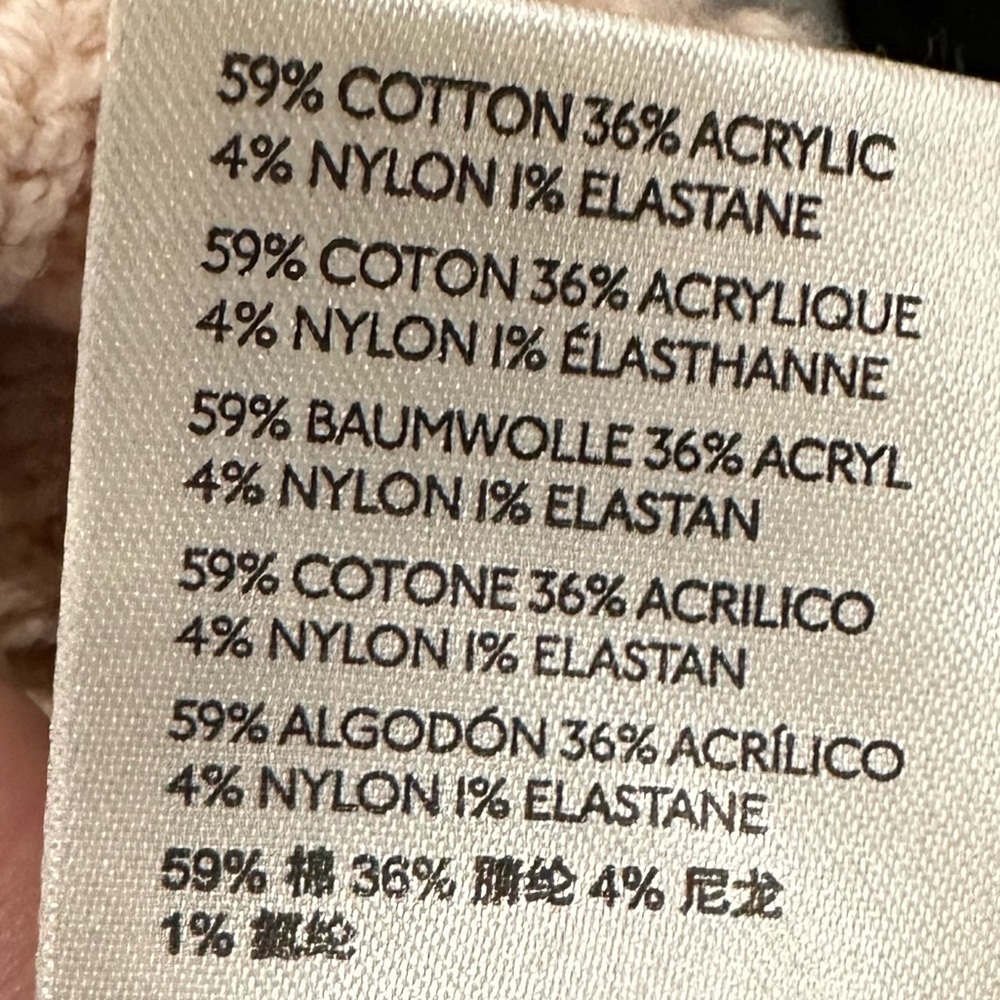 59% COTTON 36% ACRYLIC
4% NYLON 1% ELASTANE
59% COTON 36% ACRYLIQUE
4% NYLON 1% ÉLASTHANNE
59% BAUMWOLLE 36% ACRYL
4% NYLON 1% ELASTAN
59% COTONE 36% ACRILICO
4% NYLON 1% ELASTAN
59% ALGODÓN 36% ACRÍLICO
4% NYLON 1% ELASTANE
59% 棉 36% 腈纶 4% 尼龙
1% 氨纶